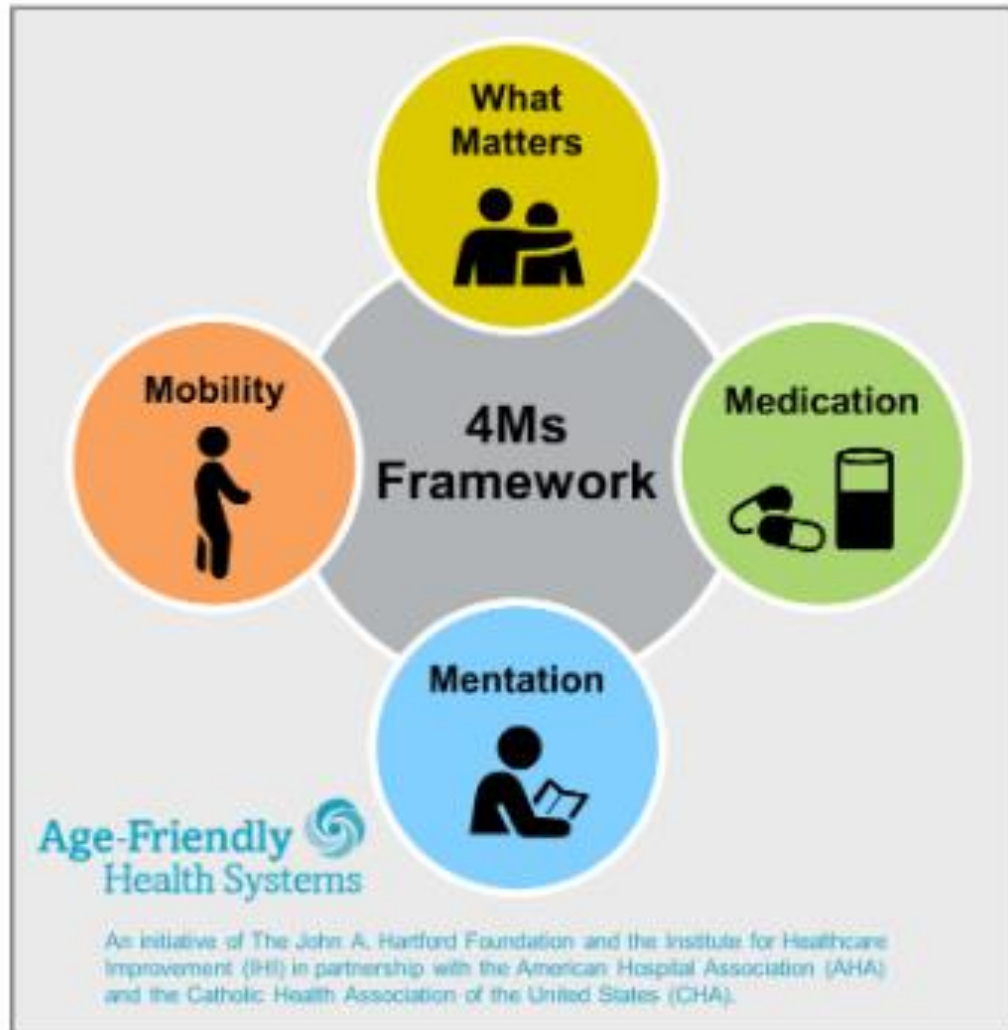 What
Matters
Mobility
4Ms
Framework
Medication
Mentation
Age-Friendly
Health Systems
An initiative of The John A. Hartford Foundation and the Institute for Healthcare
Improvement (IHI) in partnership with the American Hospital Association (AHA)
and the Catholic Health Association of the United States (CHA).